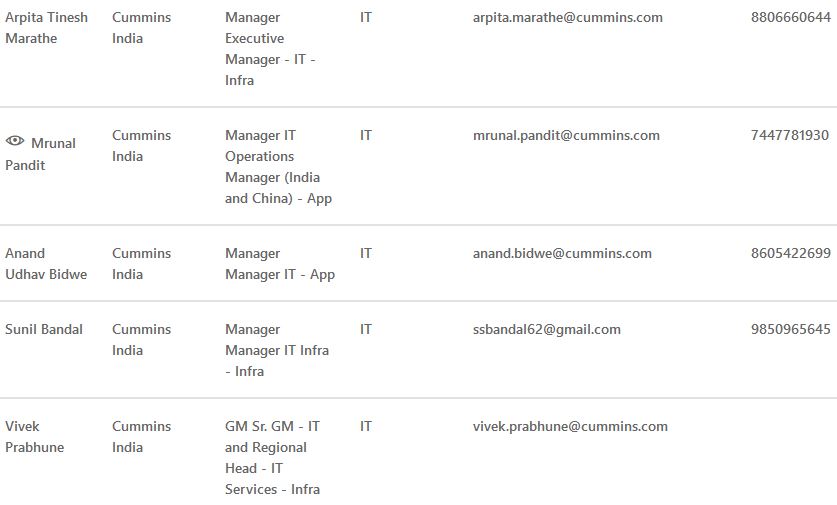 Arpita Tinesh Cummins Manager IT arpita.marathe@cummins.com 8806660644
Marathe India Executive
Manager - IT -
Infra
Mrunal Cummins Manager IT IT mrunal.pandit@cummins.com 7447781930
Pandit India Operations
Manager (India
and China) - App
Anand Cummins Manager IT anand.bidwe@cummins.com 8605422699
Udhav Bidwe India Manager IT - App
Sunil Bandal Cummins Manager IT ssbandal62@gmail.com 9850965645
India Manager IT Infra
- Infra
Vivek Cummins GM Sr. GM - IT IT vivek.prabhune@cummins.com
Prabhune India and Regional
Head - IT
Services - Infra